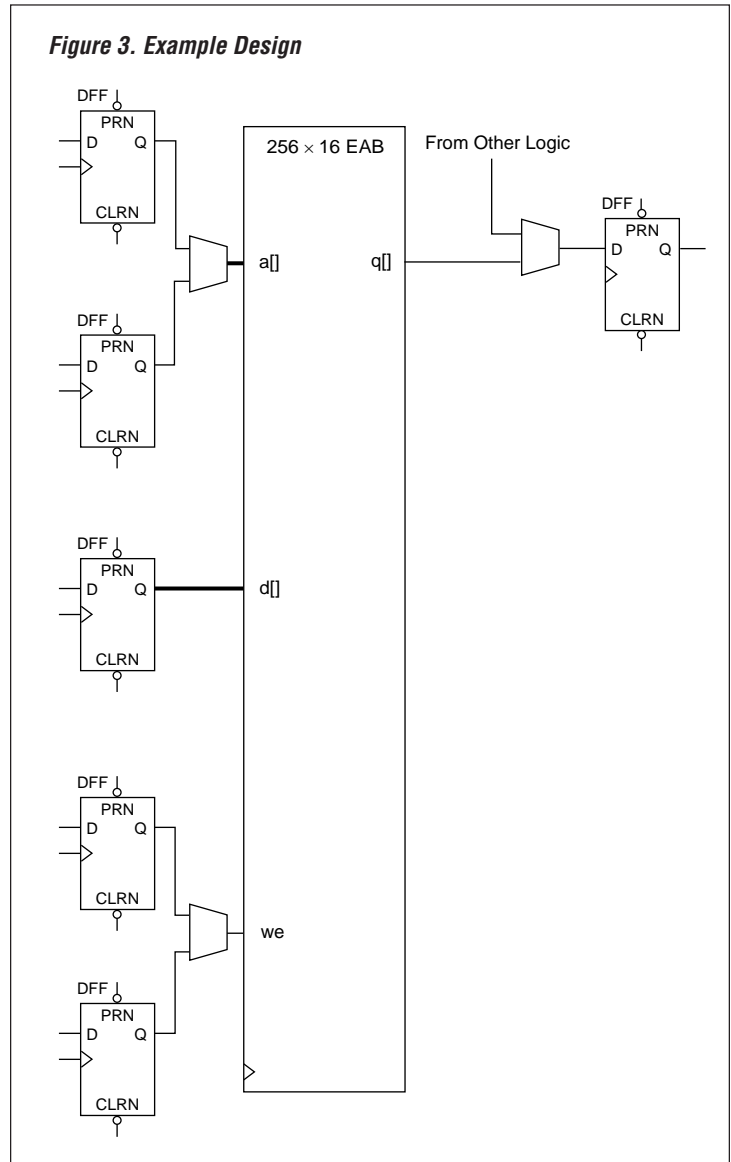 Figure 3. Example Design
DFF
PRN
D Q
CLRN
DFF
PRN
D Q
CLRN
DFF
PRN
D Q
CLRN
DFF
PRN
D Q
CLRN
DFF
PRN
D Q
CLRN
256 × 16 EAB
a[]
q[]
d[]
we
From Other Logic
DFF
PRN
D Q
CLRN